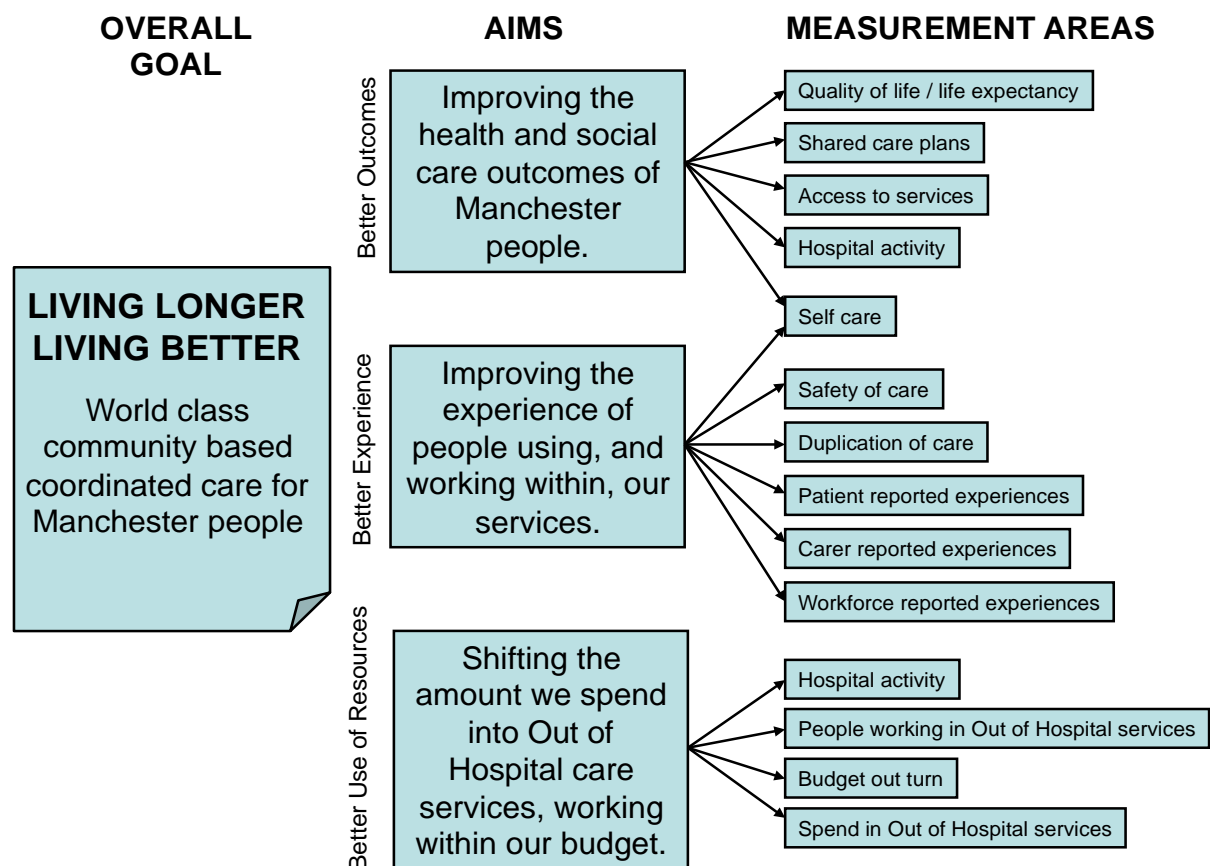 OVERALL
GOAL
AIMS
MEASUREMENT AREAS
LIVING LONGER
LIVING BETTER
World class
community based
coordinated care for
Manchester people
Better Outcomes
Improving the
health and social
care outcomes of
Manchester
people.
Quality of life / life expectancy
Shared care plans
Access to services
Hospital activity
Self care
Better Experience
Improving the
experience of
people using, and
working within, our
services.
Safety of care
Duplication of care
Patient reported experiences
Carer reported experiences
Workforce reported experiences
Better Use of Resources
Shifting the
amount we spend
into Out of
Hospital care
services, working
within our budget.
Hospital activity
People working in Out of Hospital services
Budget out turn
Spend in Out of Hospital services